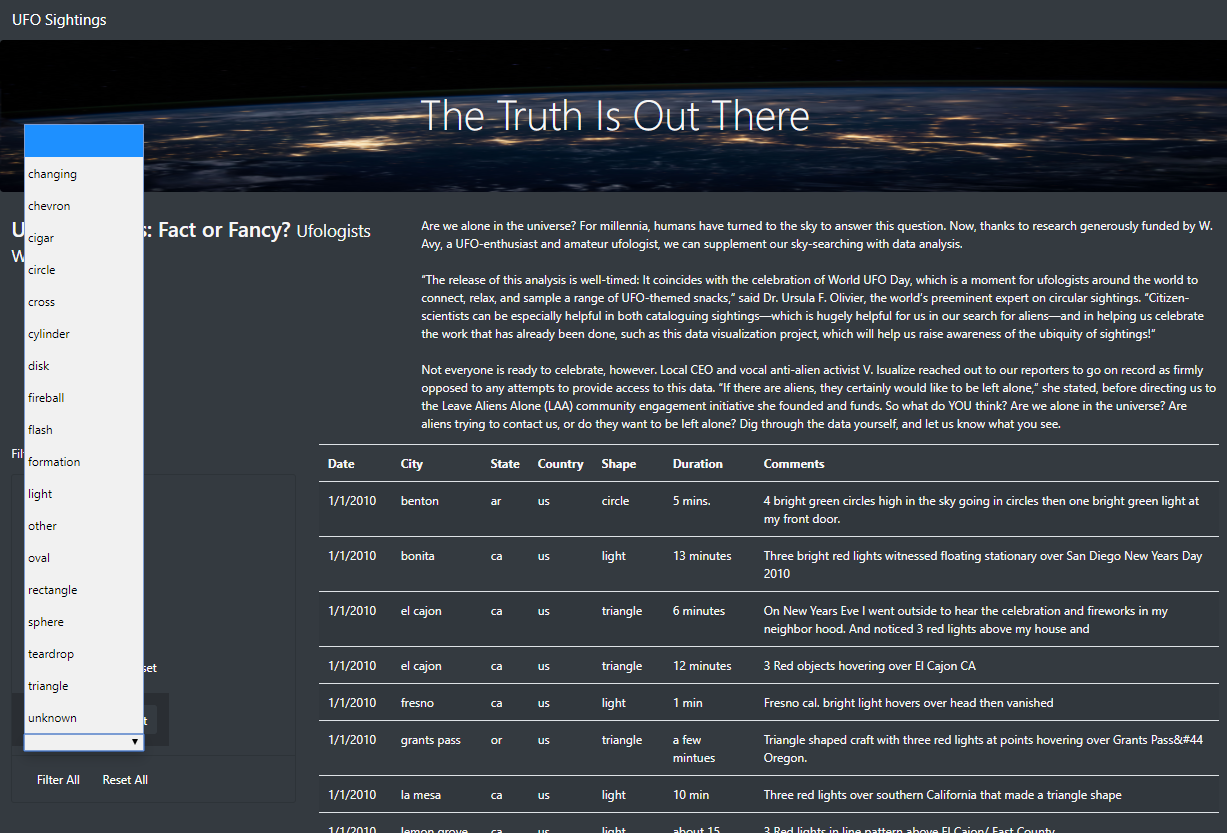 UFO Sightings
The Truth Is Out There
changing
chevron
cigar
circle
cross
cylinder
disk
fireball
flash
formation
light
other
oval
rectangle
sphere
teardrop
triangle
unknown
: Fact or Fancy? Ufologists
Are we alone in the universe? For millennia, humans have turned to the sky to answer this question. Now, thanks to research generously funded by W.
Avy, a UFO-enthusiast and amateur ufologist, we can supplement our sky-searching with data analysis.
"The release of this analysis is well-timed: It coincides with the celebration of World UFO Day, which is a moment for ufologists around the world to
connect, relax, and sample a range of UFO-themed snacks," said Dr. Ursula F. Olivier, the world's preeminent expert on circular sightings. "Citizen-
scientists can be especially helpful in both cataloguing sightings—which is hugely helpful for us in our search for aliens—and in helping us celebrate
the work that has already been done, such as this data visualization project, which will help us raise awareness of the ubiquity of sightings!"
Not everyone is ready to celebrate, however. Local CEO and vocal anti-alien activist V. Isualize reached out to our reporters to go on record as firmly
opposed to any attempts to provide access to this data. "If there are aliens, they certainly would like to be left alone," she stated, before directing us to
the Leave Aliens Alone (LAA) community engagement initiative she founded and funds. So what do YOU think? Are we alone in the universe? Are
aliens trying to contact us, or do they want to be left alone? Dig through the data yourself, and let us know what you see.
Date City State Country Shape Duration Comments
1/1/2010 benton ar us circle 5 mins. 4 bright green circles high in the sky going in circles then one bright green light at
my front door.
1/1/2010 bonita ca us light 13 minutes Three bright red lights witnessed floating stationary over San Diego New Years Day
2010
1/1/2010 el cajon ca us triangle 6 minutes On New Years Eve I went outside to hear the celebration and fireworks in my
neighbor hood. And noticed 3 red lights above my house and
1/1/2010 el cajon ca us triangle 12 minutes 3 Red objects hovering over El Cajon CA
1/1/2010 fresno ca us light 1 min Fresno cal. bright light hovers over head then vanished
1/1/2010 grants pass or us triangle a few Triangle shaped craft with three red lights at points hovering over Grants Pass&#44
mintues Oregon.
1/1/2010 la mesa ca us light 10 min Three red lights over southern California that made a triangle shape
1/1/2010 lemon grove ca us light about 15 3 Red lights in line pattern above El Cajon/ East County
Filter All Reset All